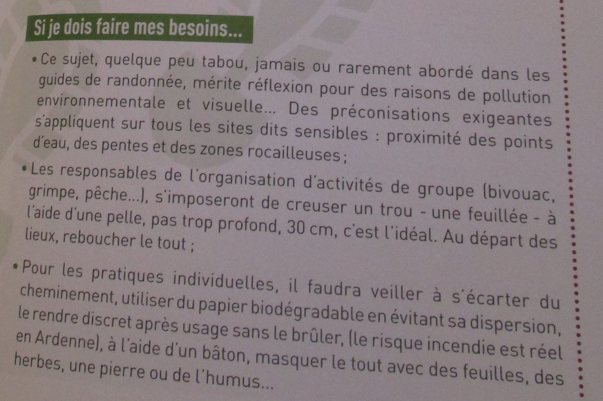 Si je dois faire mes besoins...
• Ce sujet, quelque peu tabou, jamais ou rarement abordé dans les
guides de randonnée, mérite réflexion pour des raisons de pollution
environnementale et visuelle... Des préconisations exigeantes
s'appliquent sur tous les sites dits sensibles : proximité des points
d'eau, des pentes et des zones rocailleuses ;
• Les responsables de l'organisation d'activités de groupe (bivouac,
grimpe, pêche...), s'imposeront de creuser un trou - une feuillée - à
l'aide d'une pelle, pas trop profond, 30 cm, c'est l'idéal. Au départ des
lieux, reboucher le tout ;
• Pour les pratiques individuelles, il faudra veiller à s'écarter du
cheminement, utiliser du papier biodégradable en évitant sa dispersion,
le rendre discret après usage sans le brûler, (le risque incendie est réel
en Ardenne), à l'aide d'un bâton, masquer le tout avec des feuilles, des
herbes, une pierre ou de l'humus...